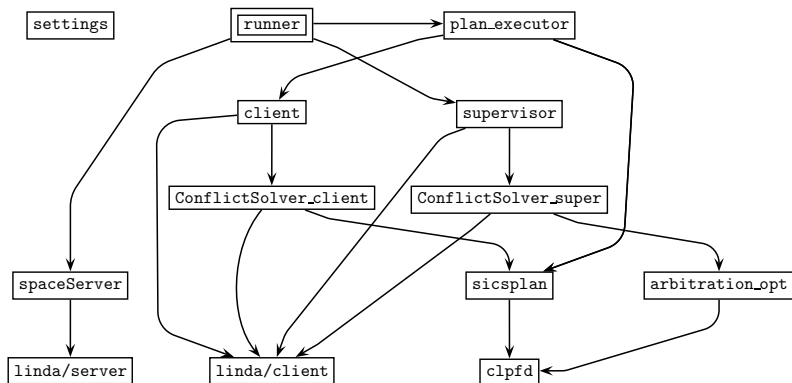 settings
runner
plan_executor
client
supervisor
ConflictSolver_client
ConflictSolver_super
spaceServer
sicsplan
arbitration_opt
linda/server
linda/client
clpfd